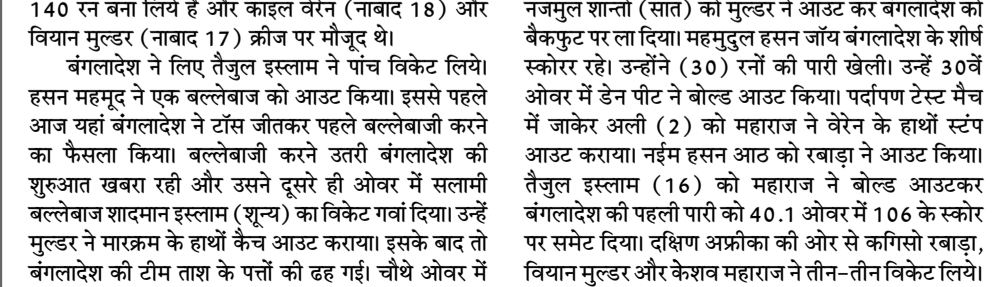 140 रन बना लिये हैं और काइल वेरेन (नाबाद 18) और
वियान मुल्डर (नाबाद 17) क्रीज पर मौजूद थे।
बंगलादेश ने लिए तैजुल इस्लाम ने पांच विकेट लिये।
हसन महमूद ने एक बल्लेबाज को आउट किया। इससे पहले
आज यहां बंगलादेश ने टॉस जीतकर पहले बल्लेबाजी करने
का फैसला किया। बल्लेबाजी करने उतरी बंगलादेश की
शुरुआत खबरा रही और उसने दूसरे ही ओवर में सलामी
बल्लेबाज शादमान इस्लाम (शून्य) का विकेट गवां दिया। उन्हें
मुल्डर ने मारक्रम के हाथों कैच आउट कराया। इसके बाद तो
बंगलादेश की टीम ताश के पत्तों की ढह गई। चौथे ओवर में
नजमुल शान्तो (सात) को मुल्डर ने आउट कर बंगलादेश को
बैकफुट पर ला दिया। महमुदुल हसन जॉय बंगलादेश के शीर्ष
स्कोरर रहे। उन्होंने (30) रनों की पारी खेली। उन्हें 30वें
ओवर में डेन पीट ने बोल्ड आउट किया। पर्दापण टेस्ट मैच
में जाकेर अली (2) को महाराज ने वेरेन के हाथों स्टंप
आउट कराया। नईम हसन आठ को रबाड़ा ने आउट किया।
तैजुल इस्लाम (16) को महाराज ने बोल्ड आउटकर
बंगलादेश की पहली पारी को 40.1 ओवर में 106 के स्कोर
पर समेट दिया। दक्षिण अफ्रीका की ओर से कगिसो रबाड़ा,
वियान मुल्डर और केशव महाराज ने तीन-तीन विकेट लिये।